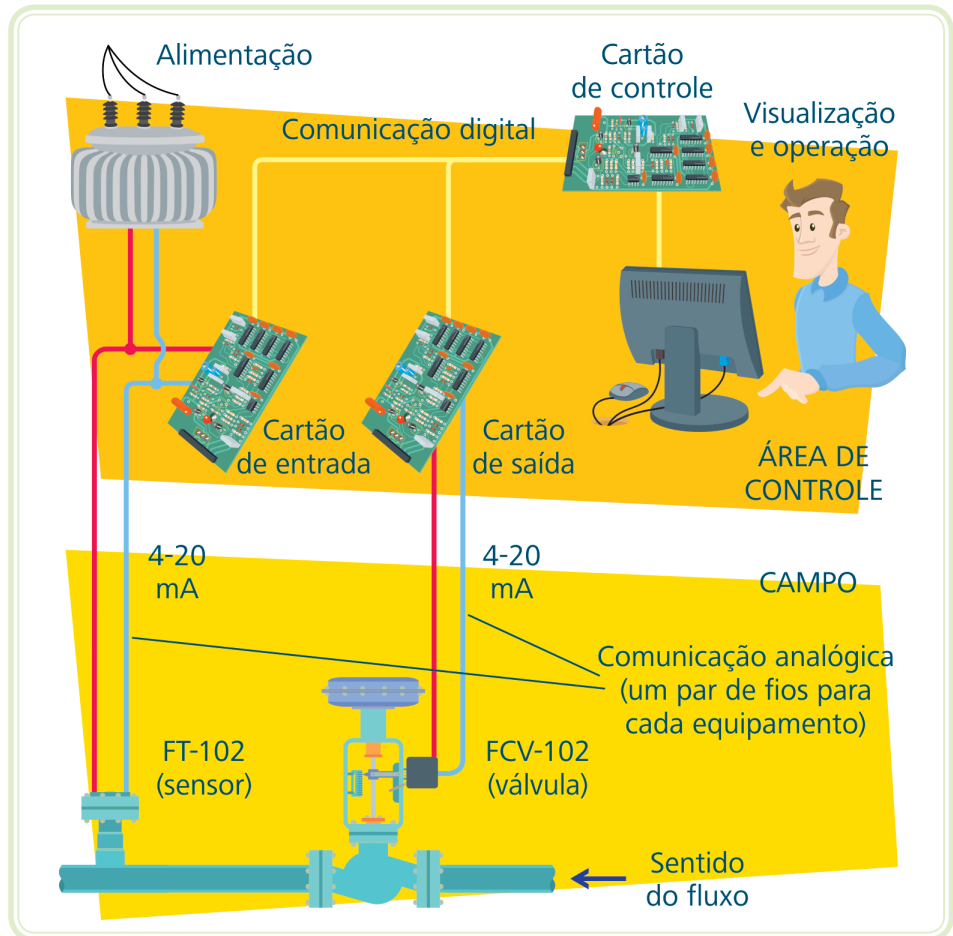 Alimentação
Cartão
de controle
Comunicação digital
Visualização
e operação
Cartão
de entrada
Cartão
de saída
ÁREA DE
CONTROLE
4-20
mA
4-20
mA
CAMPO
Comunicação analógica
(um par de fios para
cada equipamento)
FT-102
(sensor)
FCV-102
(válvula)
Sentido
do fluxo